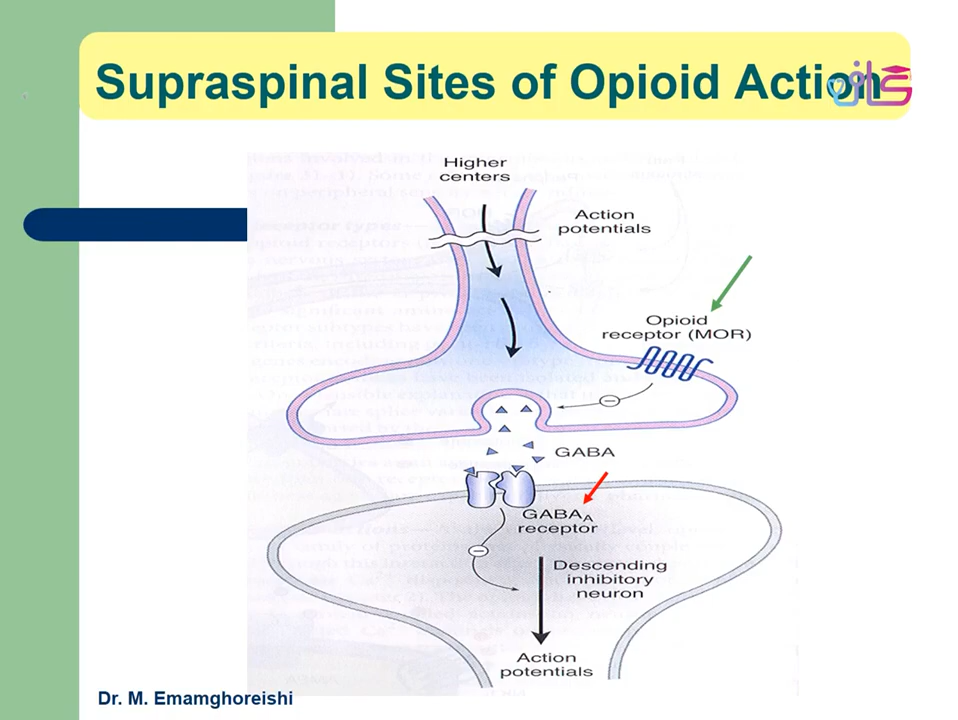 Supraspinal Sites of Opioid Action
Higher
centers
Action
potentials
Opioid
receptor (MOR)
−
GABA
GABAA
receptor
−
Descending
inhibitory
neuron
Action
potentials
Dr. M. Emamghoreishi